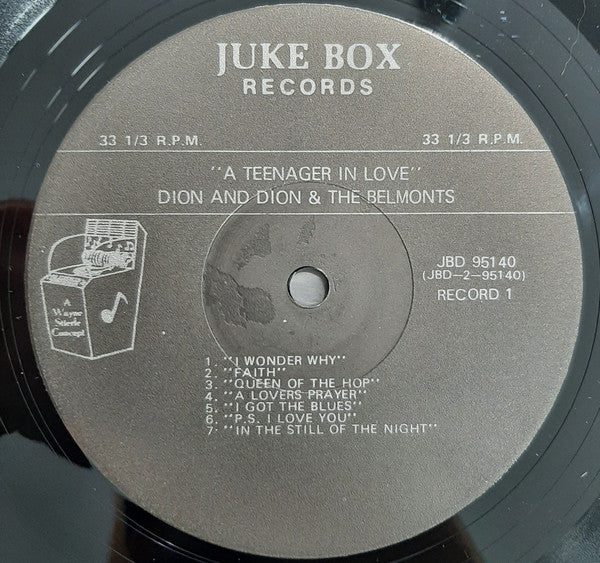 JUKE BOX
RECORDS
33 1/3 R.P.M. 33 1/3 R.P.M.
"A TEENAGER IN LOVE"
DION AND DION & THE BELMONTS
JBD 95140
(JBD-2-95140)
RECORD 1
A
Wayne
Stierle
Concept
1. "I WONDER WHY"
2. "FAITH"
3. "QUEEN OF THE HOP"
4. "A LOVERS PRAYER"
5. "I GOT THE BLUES"
6. "P.S. I LOVE YOU"
7. "IN THE STILL OF THE NIGHT"